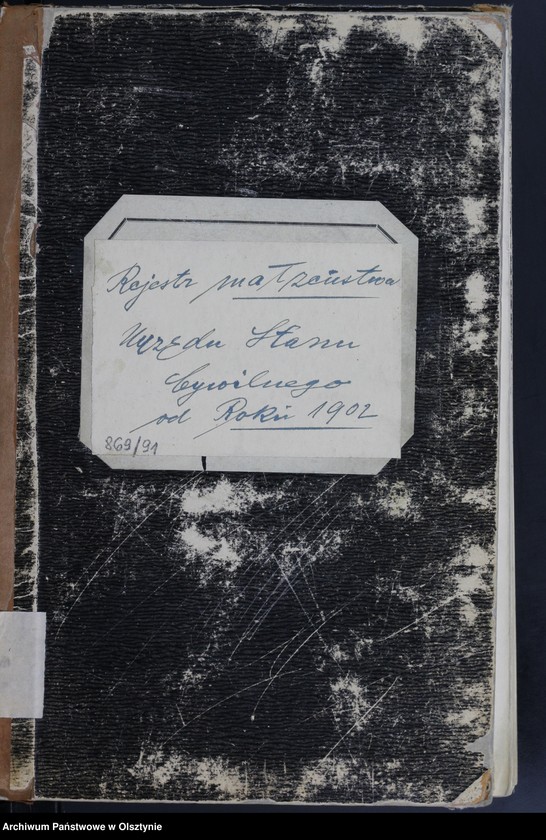 Rejestr małżeństwa
Urzędu Stanu
Cywilnego
od Roku 1902
869/91
Archiwum Państwowe w Olsztynie